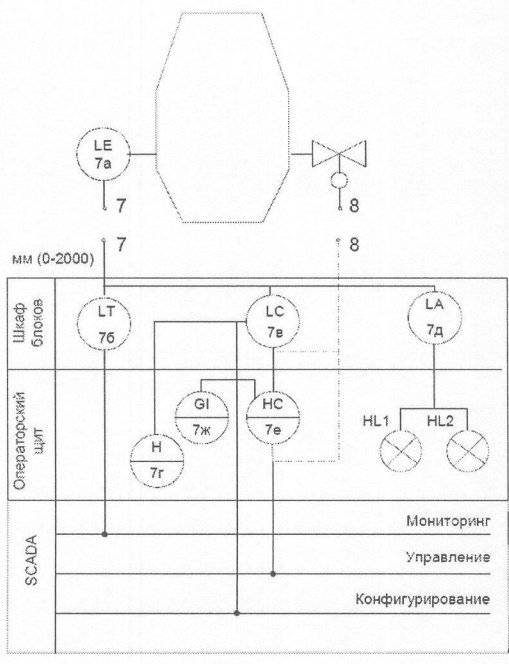 LE
7а
7
8
7
8
мм (0-2000)
Шкаф
блоков
LT
7б
LC
7в
LA
7д
Операторский
щит
H
7г
GI
7ж
HC
7е
HL1
HL2
SCADA
Мониторинг
Управление
Конфигурирование